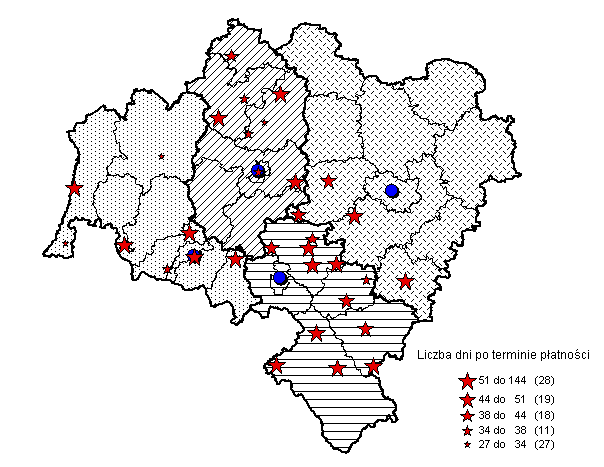 Liczba dni po terminie płatności
51 do 144 (28)
44 do 51 (19)
38 do 44 (18)
34 do 38 (11)
27 do 34 (27)